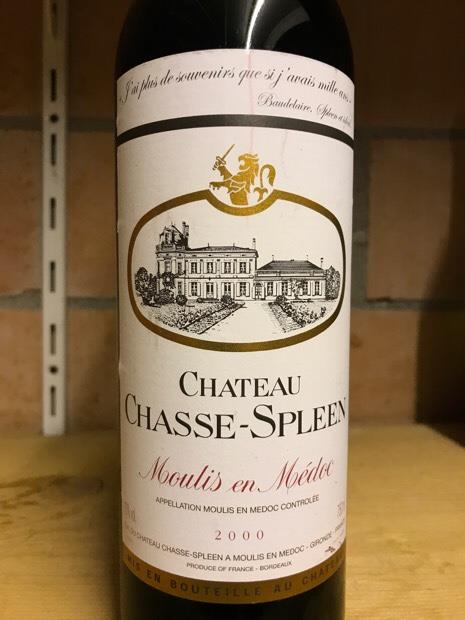 « J'ai plus de souvenirs que si j'avais mille ans »
Baudelaire, Spleen et
CHATEAU
CHASSE-SPLEEN
Moulis en Médoc
APPELLATION MOULIS EN MEDOC CONTROLÉE
2000
DU CHATEAU CHASSE-SPLEEN A MOULIS EN MEDOC - GIRONDE -
PRODUCE OF FRANCE - BORDEAUX
MIS EN BOUTEILLE AU CHATEAU